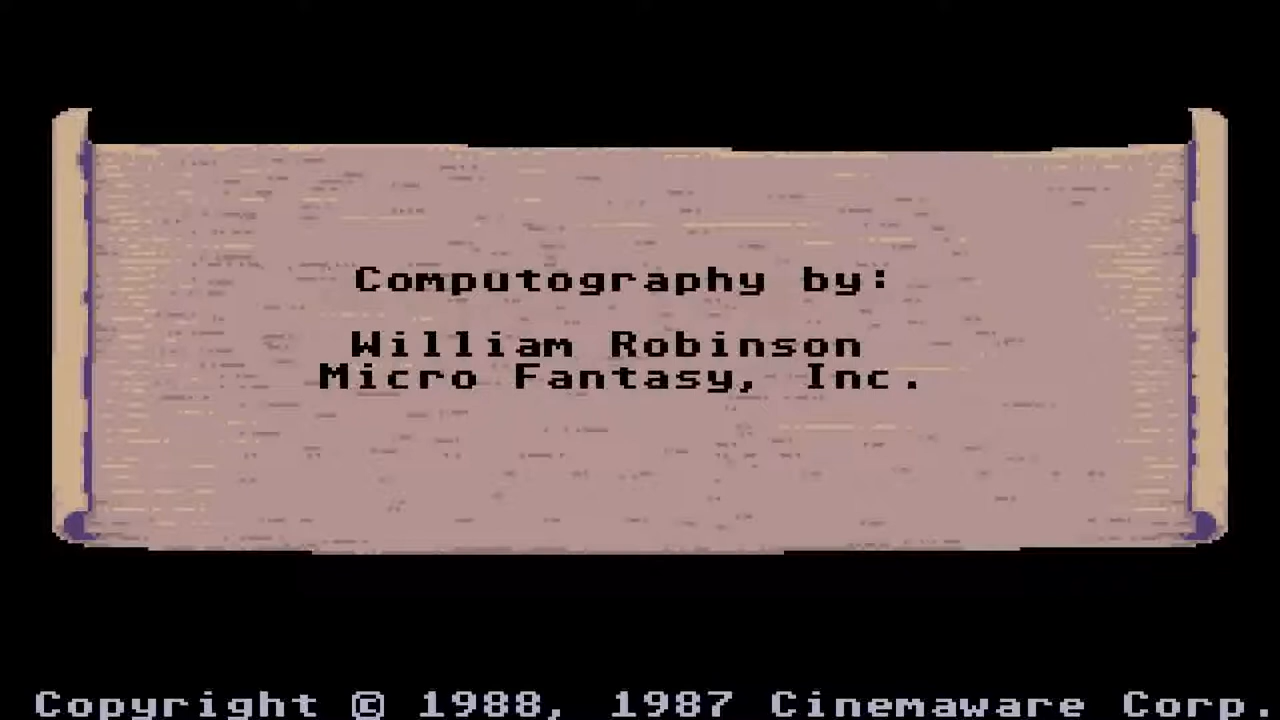 Computography by:
William Robinson
Micro Fantasy, Inc.
Copyright © 1988, 1987 Cinemaware Corp.